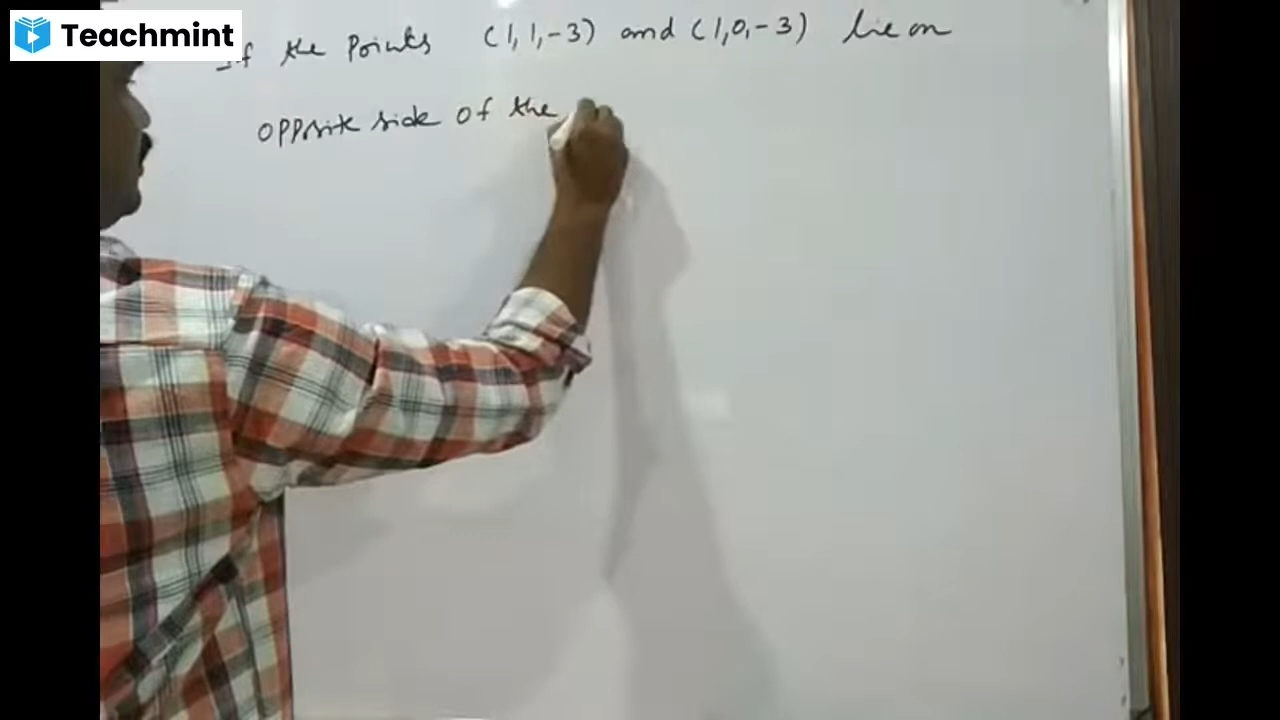 Teachmint
If the Points (1, 1, -3) and (1, 0, -3) lie on
opposite side of the